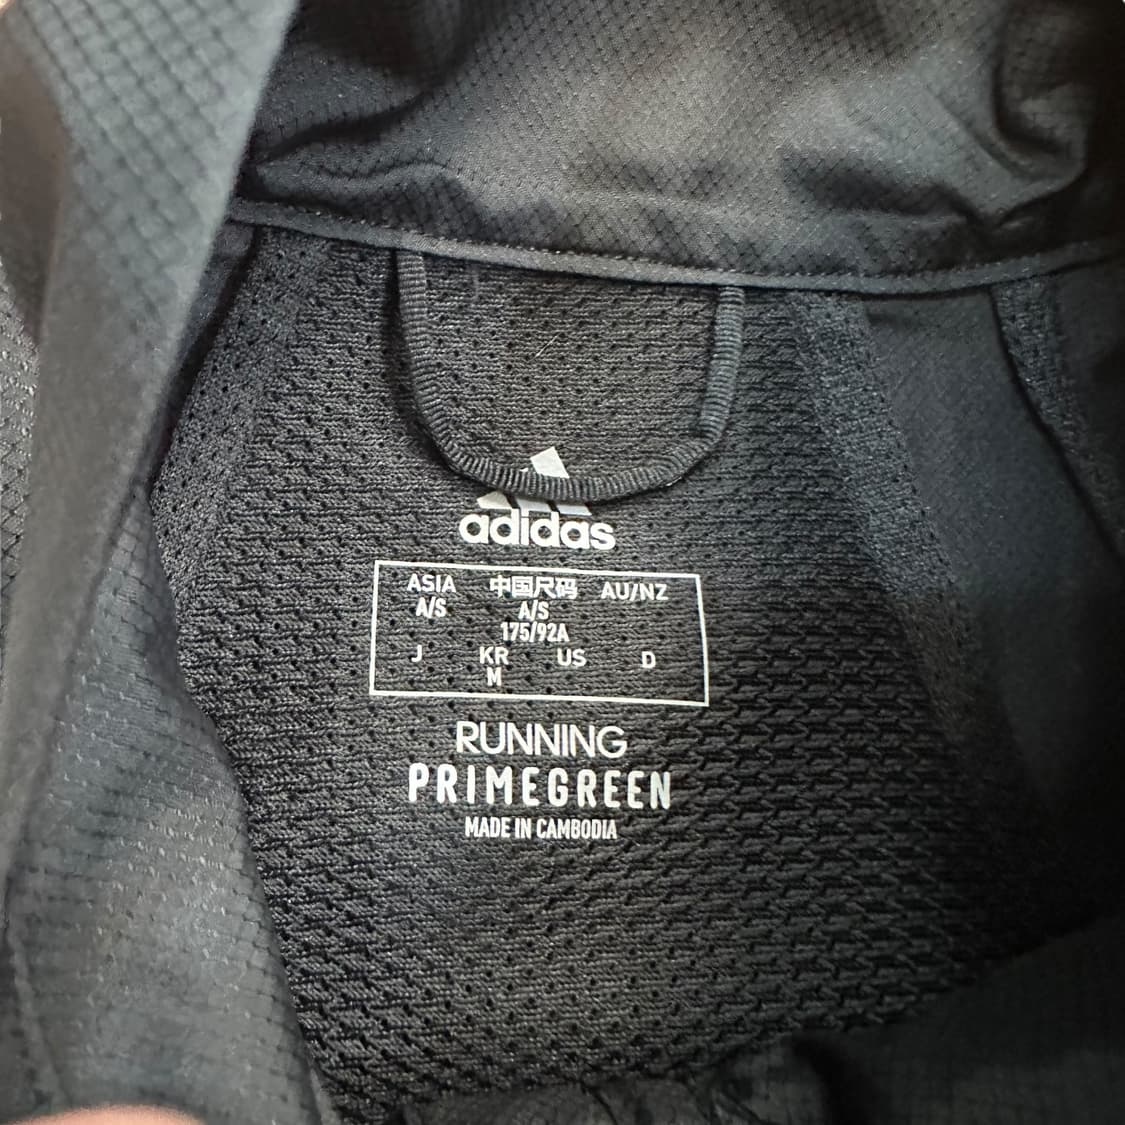 adidas
ASIA 中国尺码 AU/NZ
A/S A/S
175/92A
J KR US D
M
RUNNING
PRIMEGREEN
MADE IN CAMBODIA